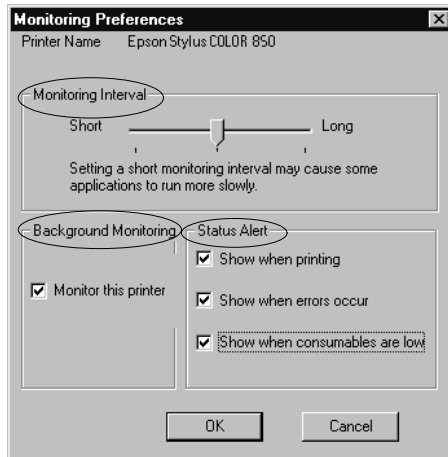 Monitoring Preferences
Printer Name Epson Stylus COLOR 850
Monitoring Interval
Short Long
Setting a short monitoring interval may cause some
applications to run more slowly.
Background Monitoring
Monitor this printer
Status Alert
Show when printing
Show when errors occur
Show when consumables are low
OK Cancel